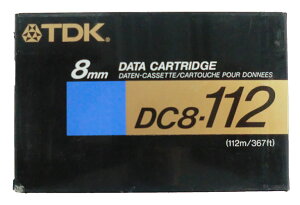 TDK
8mm DATA CARTRIDGE
DATEN-CASSETTE/CARTOUCHE POUR DONNEES
DC8-112
(112m/367ft)